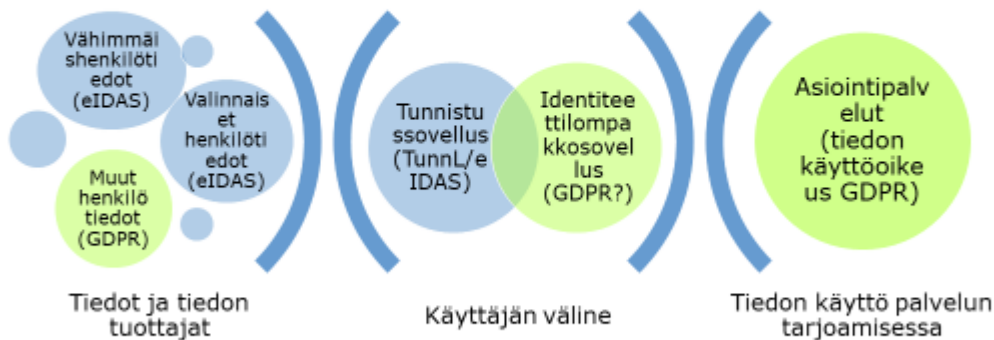 Vähimmäi
shenkilöti
edot
(eIDAS)
Valinnais
et
henkilöti
edot
(eIDAS)
Muut
henkilö
tiedot
(GDPR)
Tiedot ja tiedon
tuottajat
Tunnistu
ssovellus
(TunnL/e
IDAS)
Identitee
ttilompa
kkosovel
lus
(GDPR?)
Käyttäjän väline
Asiointipalv
elut
(tiedon
käyttöoike
us GDPR)
Tiedon käyttö palvelun
tarjoamisessa